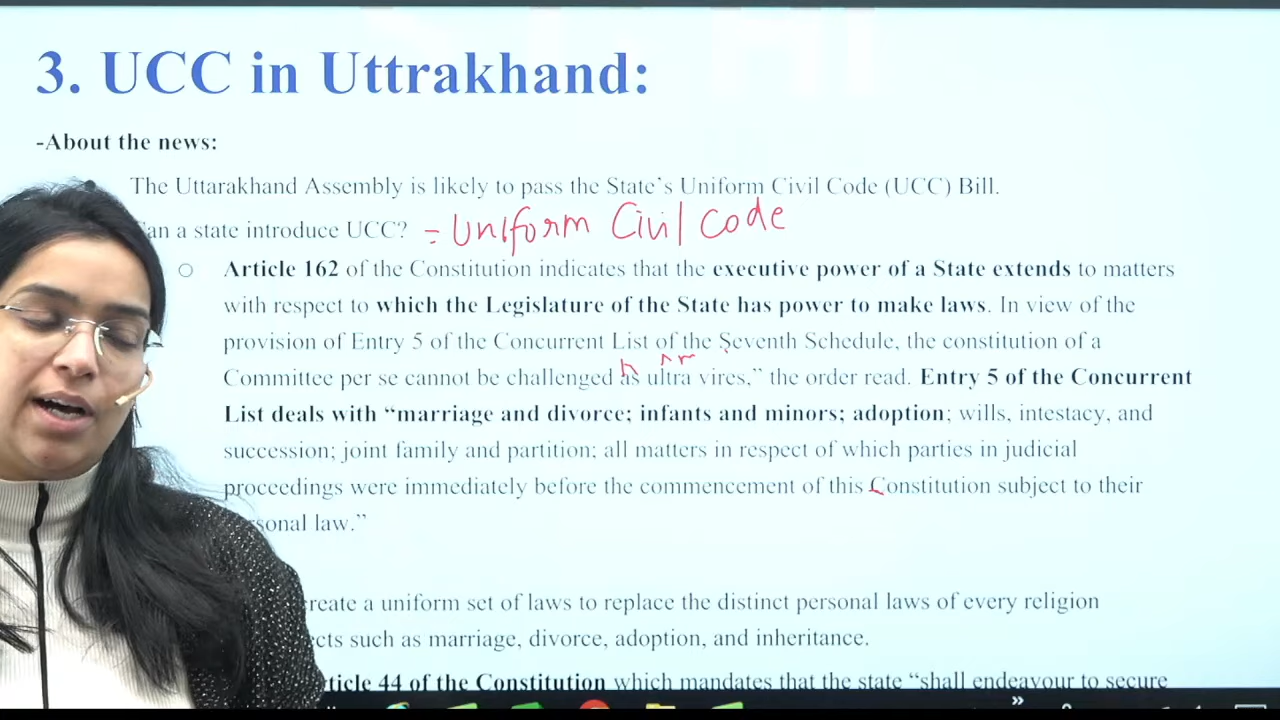 3. UCC in Uttrakhand:
-About the news:
The Uttarakhand Assembly is likely to pass the State's Uniform Civil Code (UCC) Bill.
an a state introduce UCC? = Uniform Civil Code
Article 162 of the Constitution indicates that the executive power of a State extends to matters
with respect to which the Legislature of the State has power to make laws. In view of the
provision of Entry 5 of the Concurrent List of the Seventh Schedule, the constitution of a
Committee per se cannot be challenged as ultra vires,” the order read. Entry 5 of the Concurrent
List deals with “marriage and divorce; infants and minors; adoption; wills, intestacy, and
succession; joint family and partition; all matters in respect of which parties in judicial
proceedings were immediately before the commencement of this Constitution subject to their
rsonal law.”
create a uniform set of laws to replace the distinct personal laws of every religion
ects such as marriage, divorce, adoption, and inheritance.
ticle 44 of the Constitution which mandates that the state “shall endeavour to secure